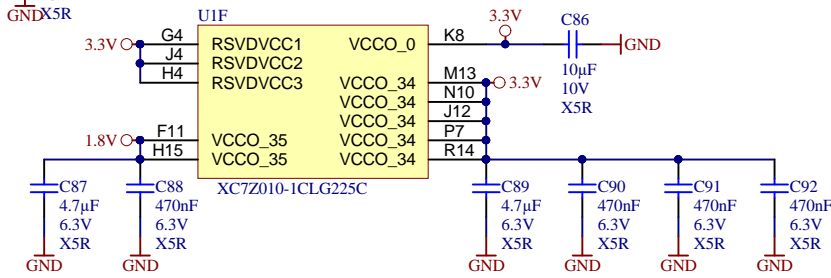 GND
X5R
U1F
3.3V
G4
RSVDVCC1
J4
RSVDVCC2
H4
RSVDVCC3
1.8V
F11
VCCO_35
H15
VCCO_35
VCCO_0
K8
3.3V
VCCO_34
M13
3.3V
VCCO_34
N10
VCCO_34
J12
VCCO_34
P7
VCCO_34
R14
XC7Z010-1CLG225C
C86
10µF
10V
X5R
GND
C87
4.7µF
6.3V
X5R
GND
C88
470nF
6.3V
X5R
GND
C89
4.7µF
6.3V
X5R
GND
C90
470nF
6.3V
X5R
GND
C91
470nF
6.3V
X5R
GND
C92
470nF
6.3V
X5R
GND